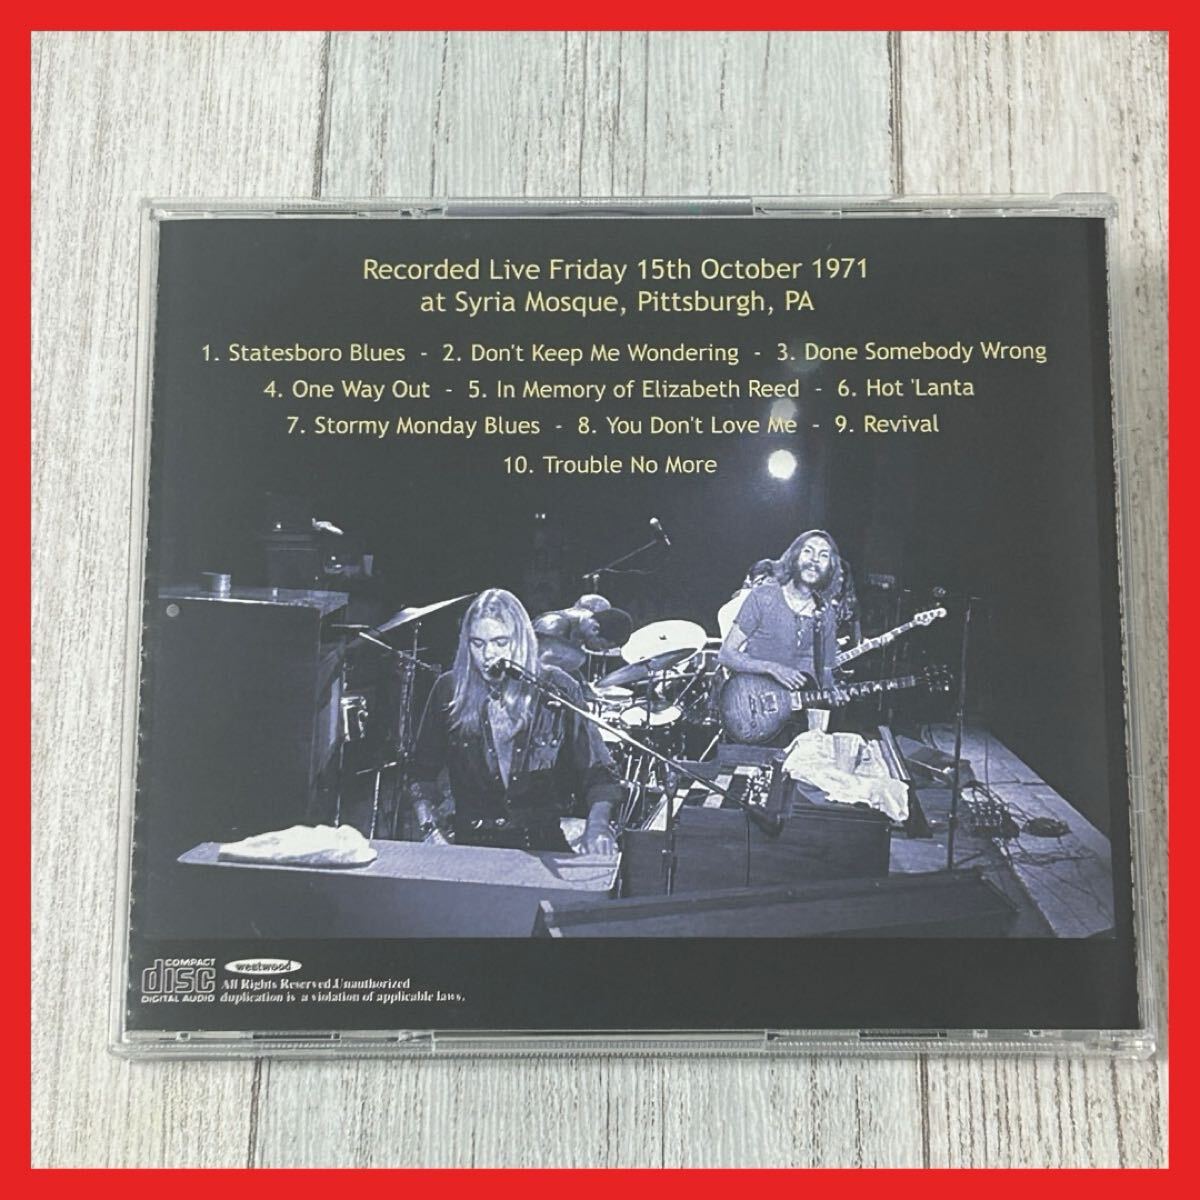 Recorded Live Friday 15th October 1971
at Syria Mosque, Pittsburgh, PA
1. Statesboro Blues - 2. Don't Keep Me Wondering - 3. Done Somebody Wrong
4. One Way Out - 5. In Memory of Elizabeth Reed - 6. Hot 'Lanta
7. Stormy Monday Blues - 8. You Don't Love Me - 9. Revival
10. Trouble No More
COMPACT
disc
DIGITAL AUDIO
westwood
All Rights Reserved.Unauthorized
duplication is a violation of applicable laws.